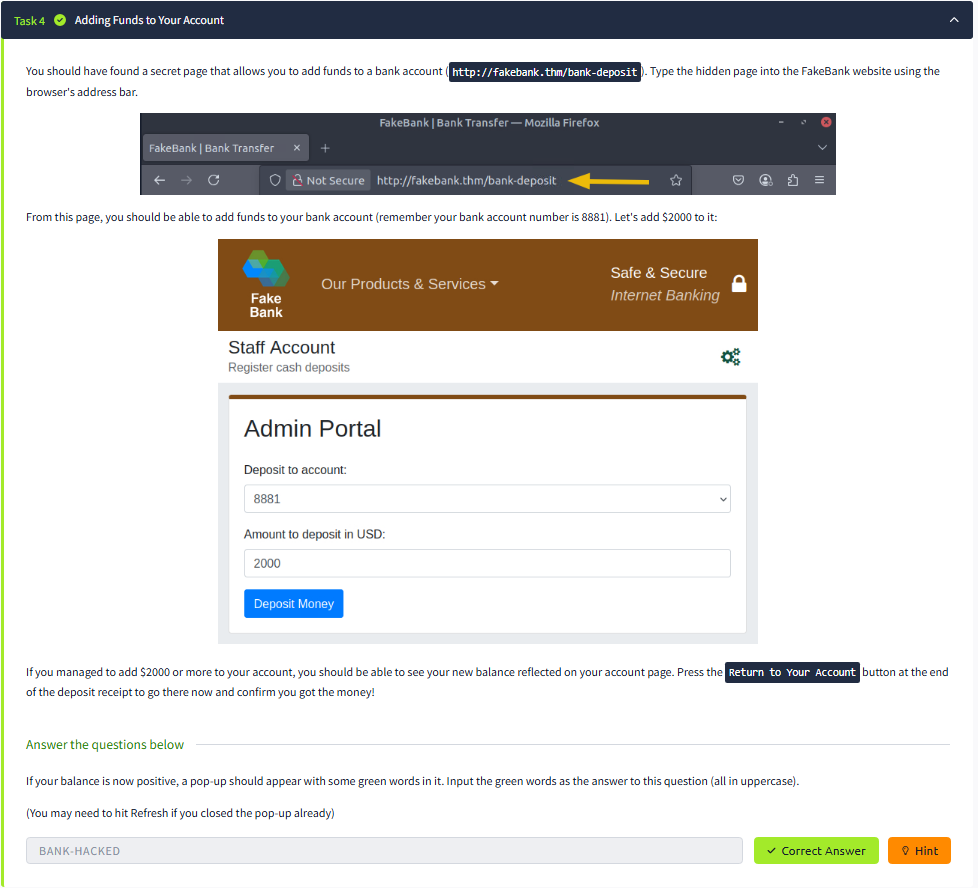 Task 4 Adding Funds to Your Account
You should have found a secret page that allows you to add funds to a bank account (http://fakebank.thm/bank-deposit). Type the hidden page into the FakeBank website using the
browser's address bar.
FakeBank | Bank Transfer — Mozilla Firefox
FakeBank | Bank Transfer
Not Secure http://fakebank.thm/bank-deposit
From this page, you should be able to add funds to your bank account (remember your bank account number is 8881). Let's add $2000 to it:
Fake
Bank
Our Products & Services
Safe & Secure
Internet Banking
Staff Account
Register cash deposits
Admin Portal
Deposit to account:
8881
Amount to deposit in USD:
2000
Deposit Money
If you managed to add $2000 or more to your account, you should be able to see your new balance reflected on your account page. Press the Return to Your Account button at the end
of the deposit receipt to go there now and confirm you got the money!
Answer the questions below
If your balance is now positive, a pop-up should appear with some green words in it. Input the green words as the answer to this question (all in uppercase).
(You may need to hit Refresh if you closed the pop-up already)
BANK-HACKED
Correct Answer
Hint